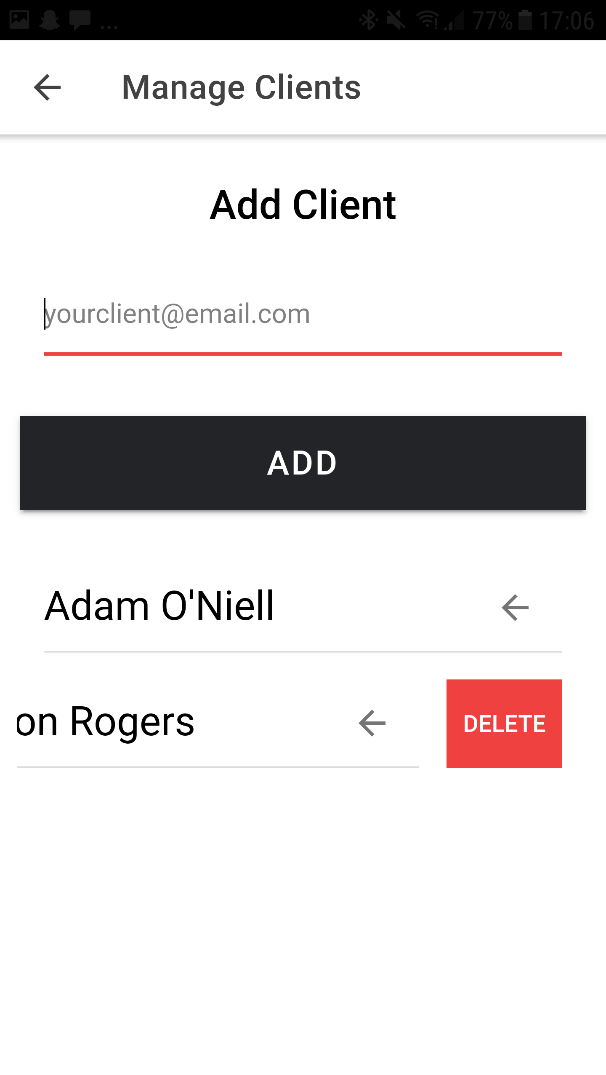 ... 77% 17:06
Manage Clients
Add Client
yourclient@email.com
ADD
Adam O'Niell
on Rogers
DELETE